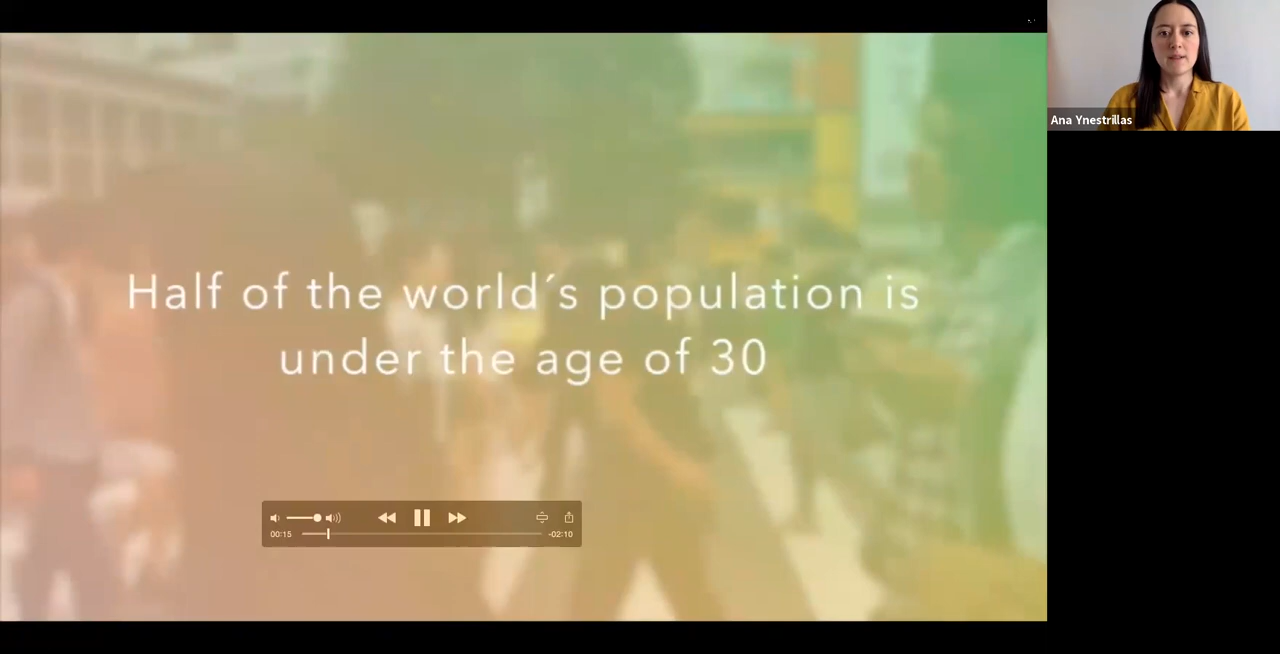 Ana Ynestrillas
Half of the world´s population is
under the age of 30
00:15
-02:10